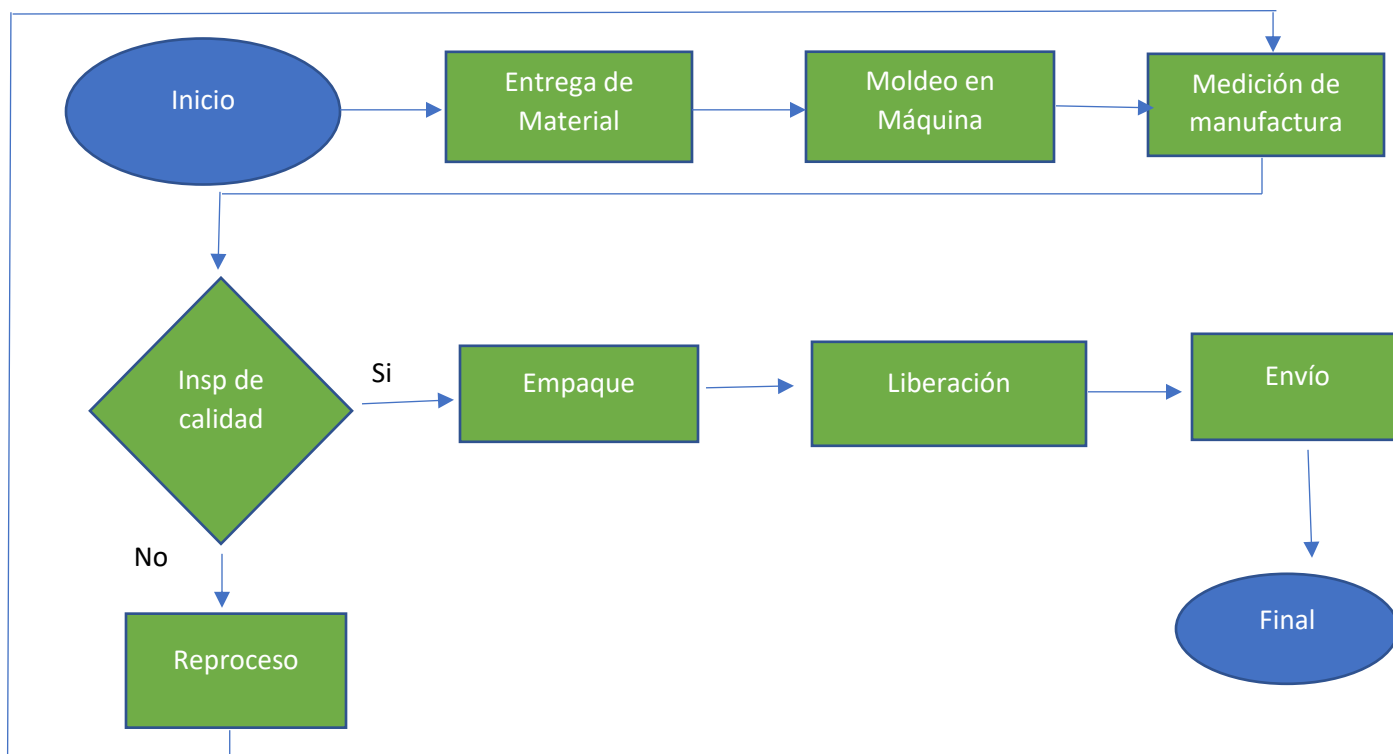 Inicio
Entrega de
Material
Moldeo en
Máquina
Medición de
manufactura
Insp de
calidad
Si
Empaque
Liberación
Envío
No
Reproceso
Final